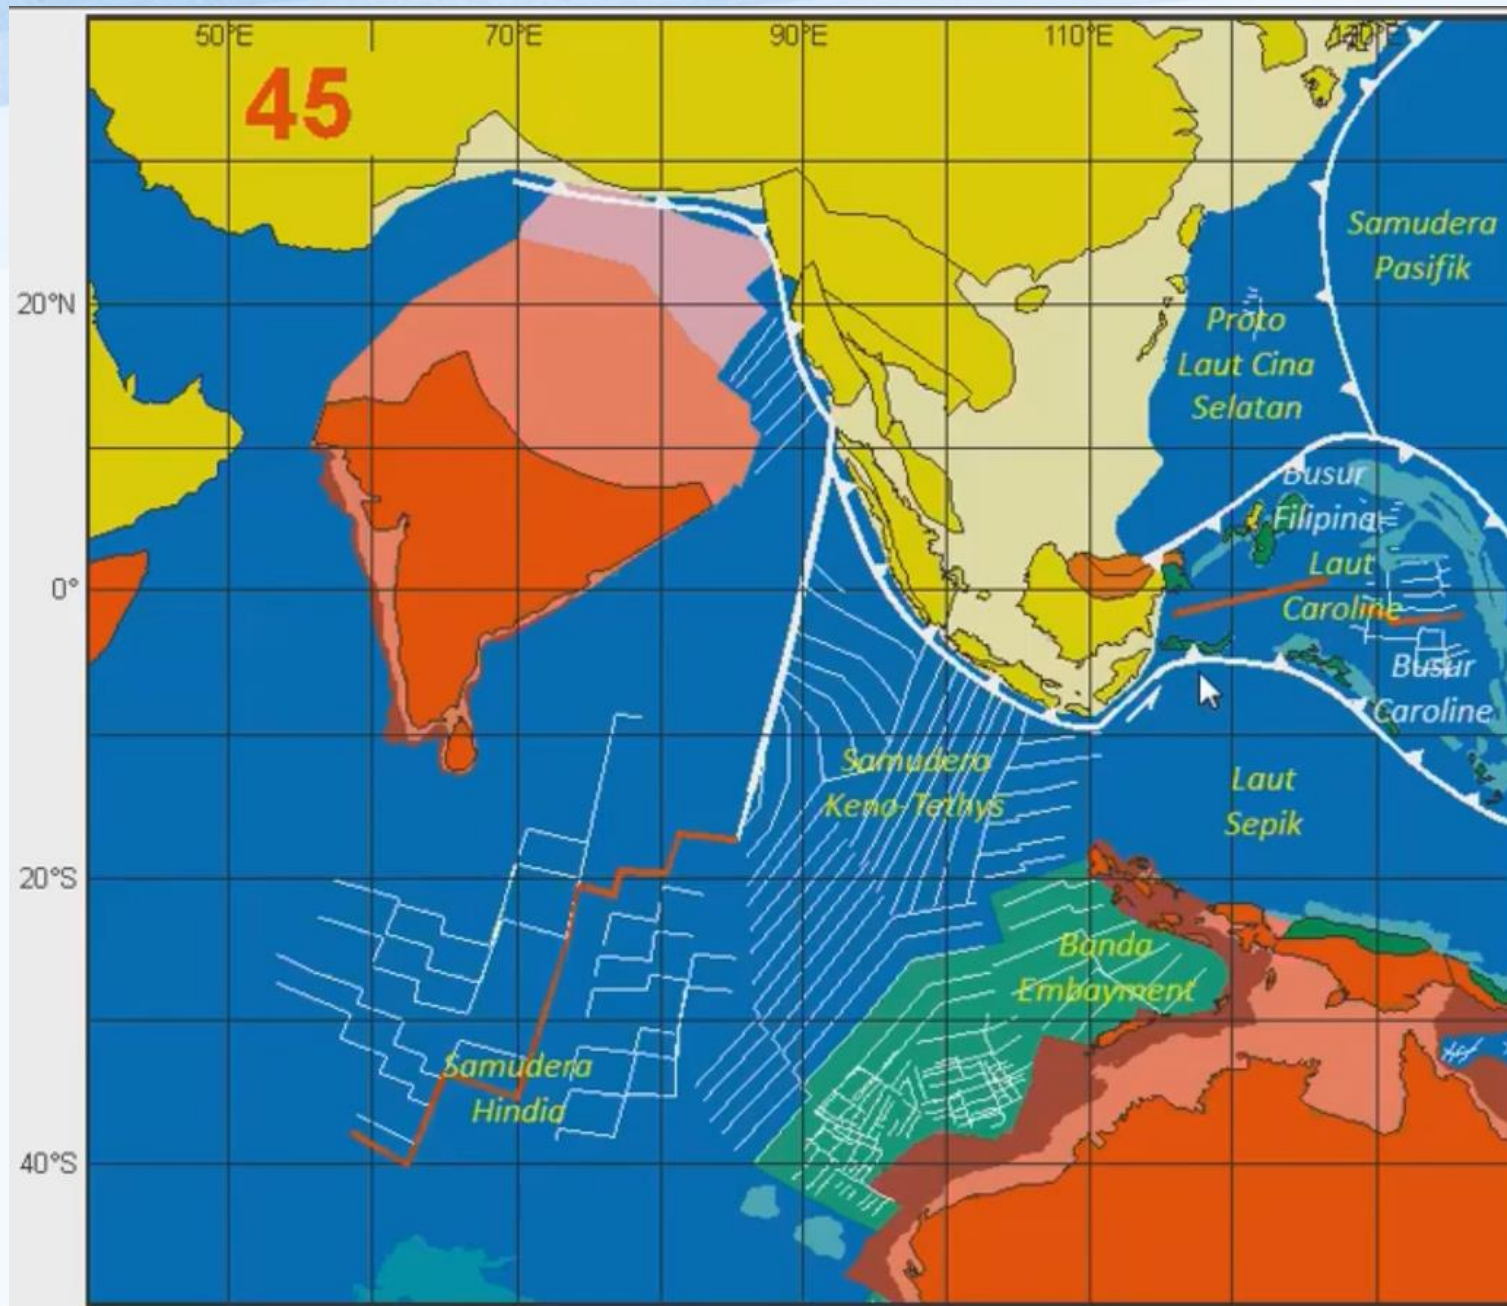 50°E 70°E 90°E 110°E 130°E
45
Samudera
Pasifik
20°N
Proto
Laut Cina
Selatan
Busur
Filipina
Laut
Caroline
0°
Busur
Caroline
Samudera
Keno-Tethys
Laut
Sepik
20°S
Banda
Embayment
Samudera
Hindia
40°S